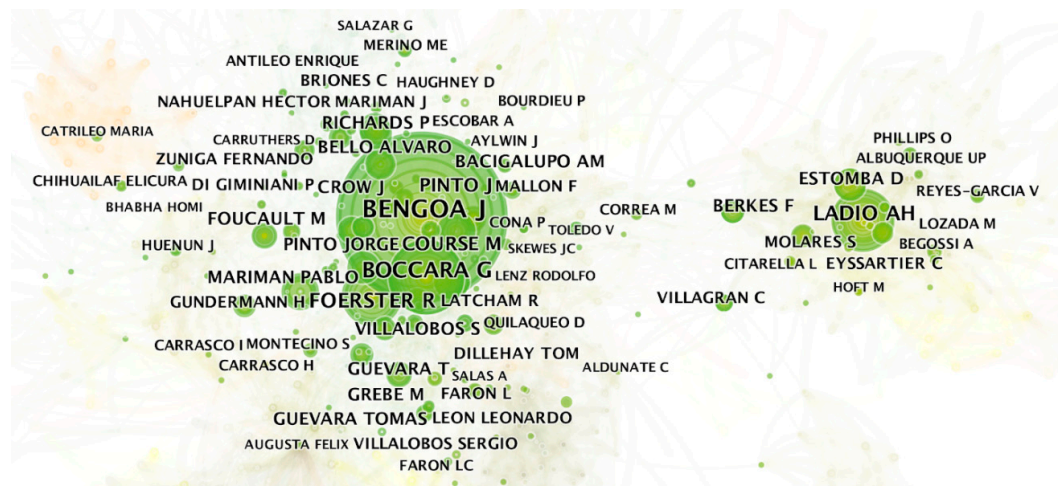 SALAZAR G
MERINO ME
ANTILEO ENRIQUE
BRIONES C
HAUGHNEY D
NAHUELPAN HECTOR
MARIMAN J
BOURDIEU P
RICHARDS P
ESCOBAR A
CATRILEO MARIA
CARRUTHERS D
BELLO ALVARO
AYLWIN J
PHILLIPS O
ZUNIGA FERNANDO
BACIGALUPO AM
ALBUQUERQUE UP
CHIHUAILAF ELICURA
DI GIMINIANI P
CROW J
PINTO J
MALLON F
ESTOMBA D
REYES-GARCIA V
BHABHA HOMI
FOUCAULT M
BENGOA J
CONA P
CORREA M
BERKES F
LADIO AH
LOZADA M
TOLEDO V
HUENUN J
PINTO JORGE
COURSE M
SKEWES JC
MOLARES S
BEGOSSI A
MARIMAN PABLO
BOCCARA G
LENZ RODOLFO
CITARELLA L
EYSSARTIER C
GUNDERMANN H
FOERSTER R
LATCHAM R
VILLAGRAN C
HOFT M
VILLALOBOS S
QUILAQUEO D
CARRASCO I
MONTECINO S
DILLEHAY TOM
CARRASCO H
GUEVARA T
SALAS A
ALDUNATE C
GREBE M
FARON L
GUEVARA TOMAS
LEON LEONARDO
AUGUSTA FELIX
VILLALOBOS SERGIO
FARON LC